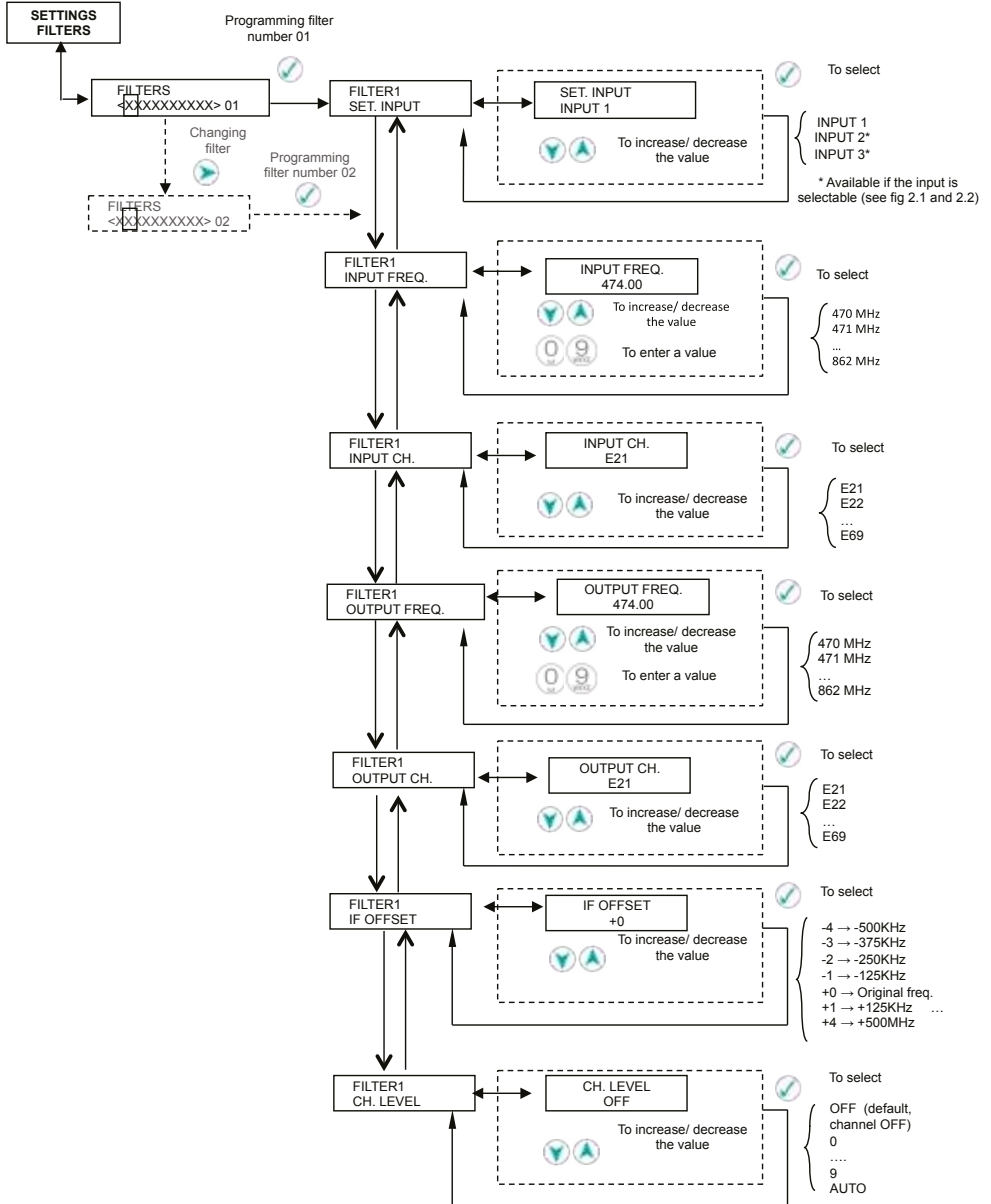 SETTINGS
FILTERS
Programming filter
number 01
FILTERS
<XXXXXXXXXX> 01
Changing
filter
Programming
filter number 02
FILTERS
<XXXXXXXXXX> 02
FILTER1
SET. INPUT
SET. INPUT
INPUT 1
To increase/ decrease
the value
To select
INPUT 1
INPUT 2*
INPUT 3*
* Available if the input is
selectable (see fig 2.1 and 2.2)
FILTER1
INPUT FREQ.
INPUT FREQ.
474.00
To increase/ decrease
the value
0 9
To enter a value
To select
470 MHz
471 MHz
...
862 MHz
FILTER1
INPUT CH.
INPUT CH.
E21
To increase/ decrease
the value
To select
E21
E22
…
E69
FILTER1
OUTPUT FREQ.
OUTPUT FREQ.
474.00
To increase/ decrease
the value
0 9
To enter a value
To select
470 MHz
471 MHz
…
862 MHz
FILTER1
OUTPUT CH.
OUTPUT CH.
E21
To increase/ decrease
the value
To select
E21
E22
…
E69
FILTER1
IF OFFSET
IF OFFSET
+0
To increase/ decrease
the value
To select
-4 → -500KHz
-3 → -375KHz
-2 → -250KHz
-1 → -125KHz
+0 → Original freq.
+1 → +125KHz …
+4 → +500MHz
FILTER1
CH. LEVEL
CH. LEVEL
OFF
To increase/ decrease
the value
To select
OFF (default,
channel OFF)
0
....
9
AUTO